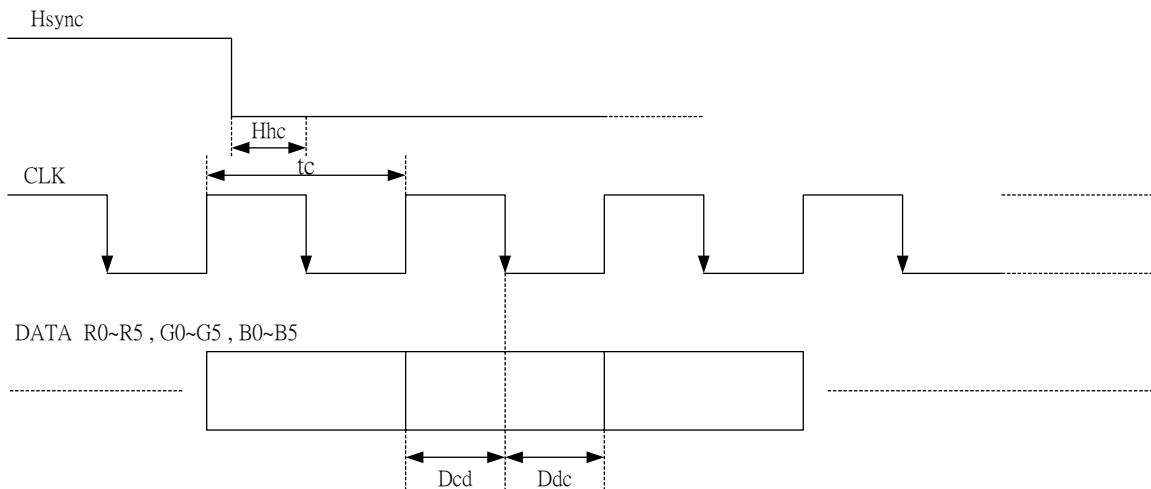 Hsync
Hhc
tc
CLK
DATA R0~R5 , G0~G5 , B0~B5
Dcd
Ddc